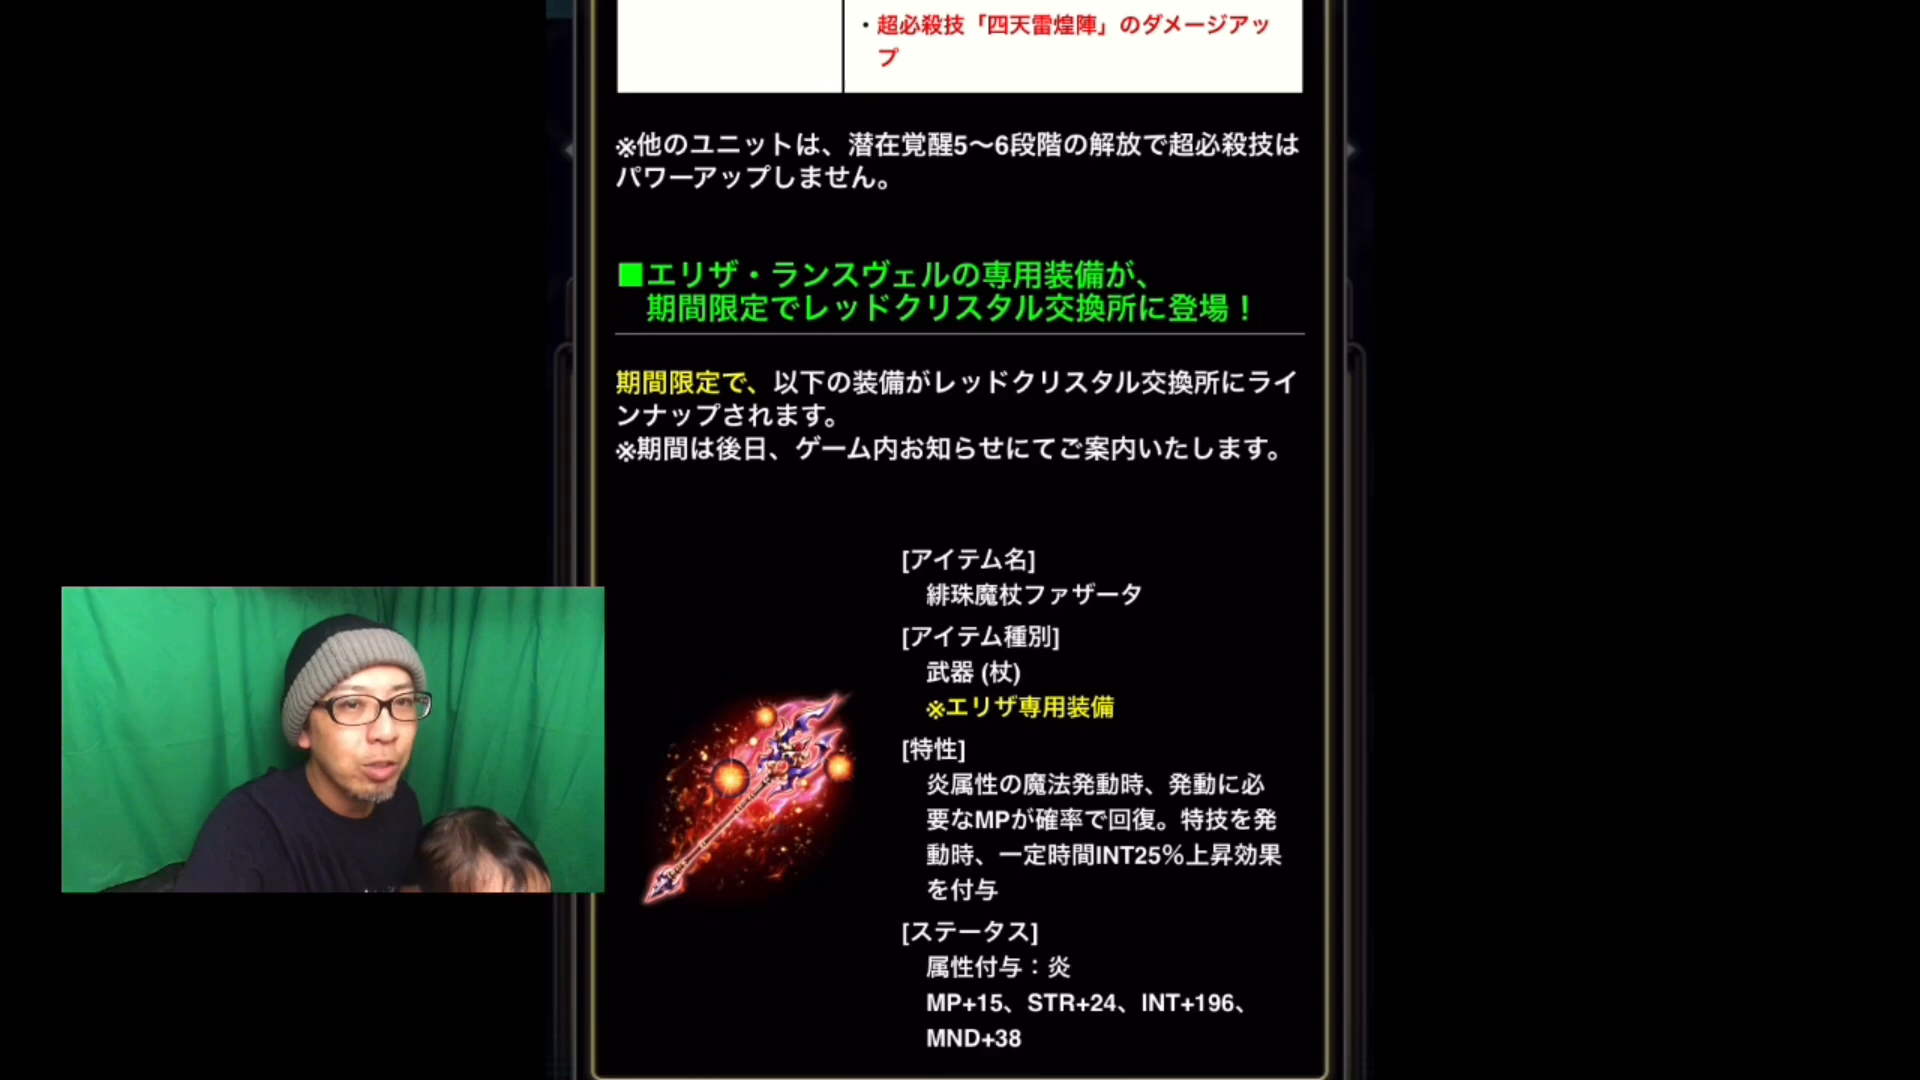 ・超必殺技「四天雷煌陣」のダメージアッ
プ
※他のユニットは、潜在覚醒5〜6段階の解放で超必殺技は
パワーアップしません。
■エリザ・ランスヴェルの専用装備が、
期間限定でレッドクリスタル交換所に登場！
期間限定で、以下の装備がレッドクリスタル交換所にライ
ンナップされます。
※期間は後日、ゲーム内お知らせにてご案内いたします。
[アイテム名]
緋珠魔杖ファザータ
[アイテム種別]
武器 (杖)
※エリザ専用装備
[特性]
炎属性の魔法発動時、発動に必
要なMPが確率で回復。特技を発
動時、一定時間INT25%上昇効果
を付与
[ステータス]
属性付与：炎
MP+15、STR+24、INT+196、
MND+38